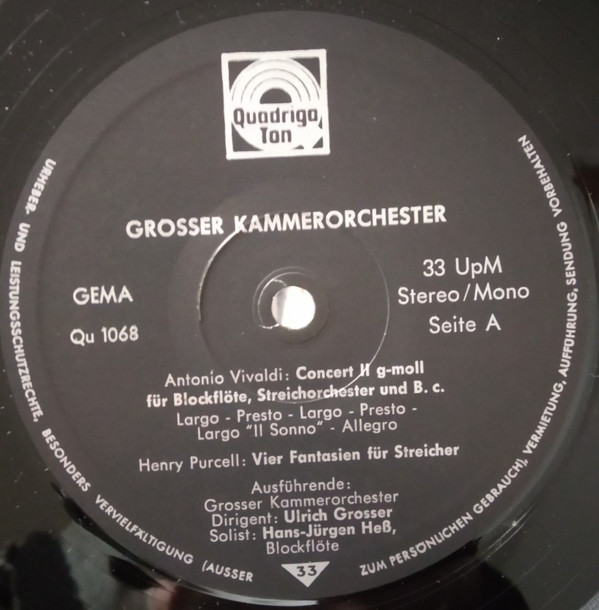 Quadriga
Ton
GROSSER KAMMERORCHESTER
GEMA
Qu 1068
33 UpM
Stereo/Mono
Seite A
Antonio Vivaldi: Concert II g-moll
für Blockflöte, Streichorchester und B. c.
Largo - Presto - Largo - Presto -
Largo "Il Sonno" - Allegro
Henry Purcell: Vier Fantasien für Streicher
Ausführende:
Grosser Kammerorchester
Dirigent: Ulrich Grosser
Solist: Hans-Jürgen Heß,
Blockflöte
33
URHEBER- UND LEISTUNGSSCHUTZRECHTE, BESONDERS VERVIELFÄLTIGUNG (AUSSER ZUM PERSÖNLICHEN GEBRAUCH), VERMIETUNG, AUFFÜHRUNG, SENDUNG VORBEHALTEN